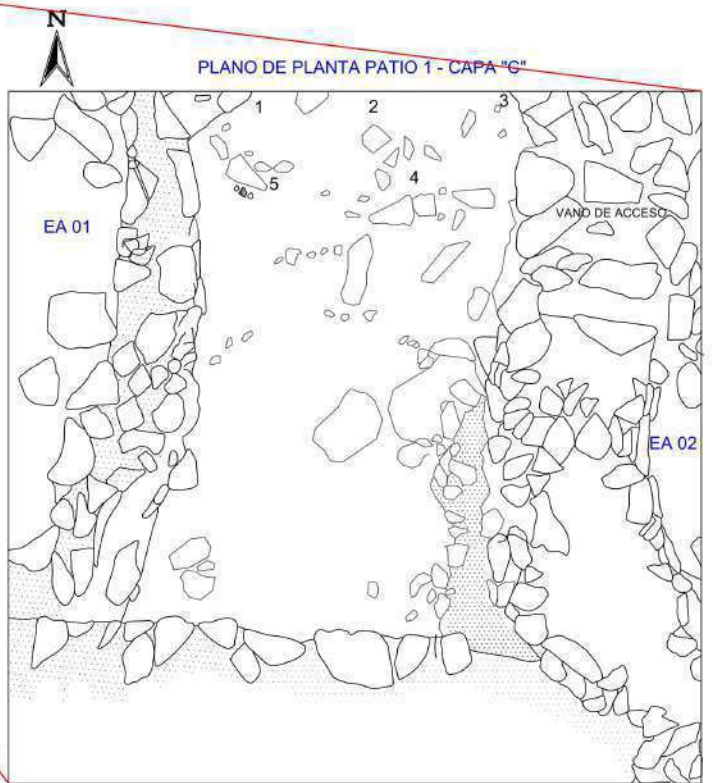 N
PLANO DE PLANTA PATIO 1 - CAPA "C"
1 2 3
5 4
VANO DE ACCESO
EA 01
EA 02